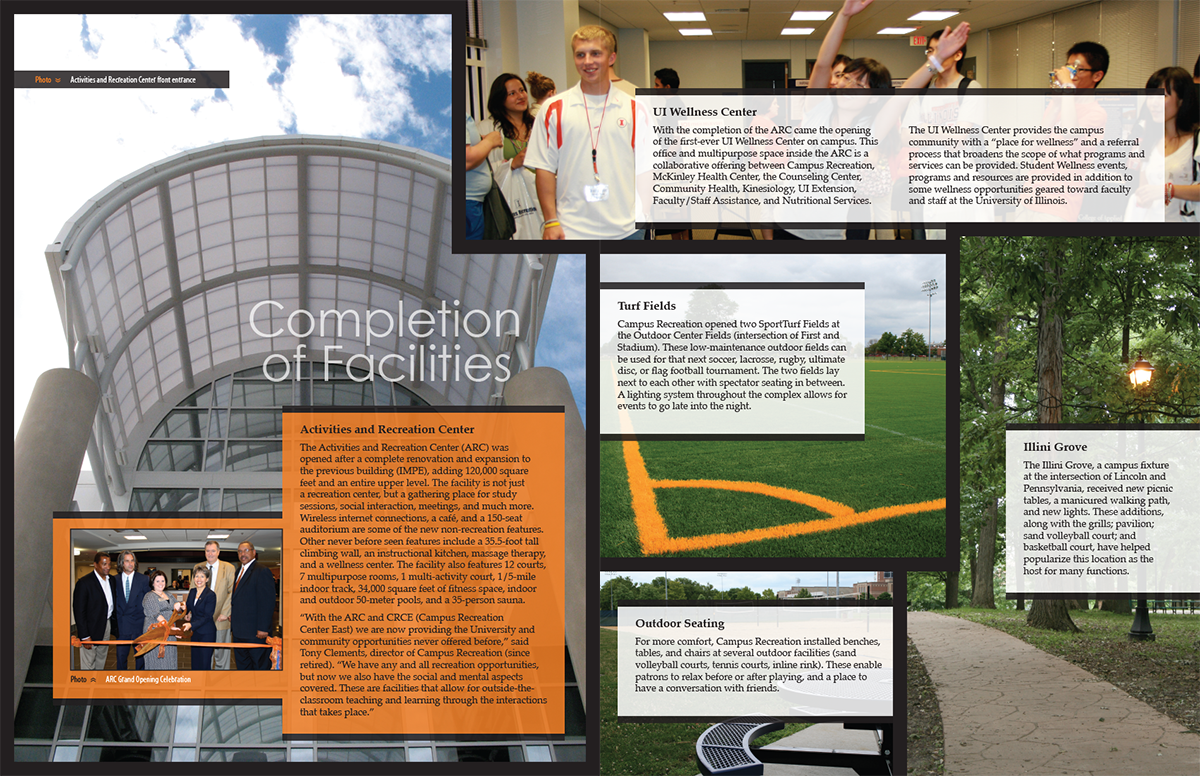 Photo Activities and Recreation Center front entrance
Completion
of Facilities
Activities and Recreation Center
The Activities and Recreation Center (ARC) was
opened after a complete renovation and expansion to
the previous building (IMPE), adding 120,000 square
feet and an entire upper level. The facility is not just
a recreation center, but a gathering place for study
sessions, social interaction, meetings, and much more.
Wireless internet connections, a café, and a 150-seat
auditorium are some of the new non-recreation features.
Other never before seen features include a 35.5-foot tall
climbing wall, an instructional kitchen, massage therapy,
and a wellness center. The facility also features 12 courts,
7 multipurpose rooms, 1 multi-activity court, 1/5-mile
indoor track, 34,000 square feet of fitness space, indoor
and outdoor 50-meter pools, and a 35-person sauna.
"With the ARC and CRCE (Campus Recreation
Center East) we are now providing the University and
community opportunities never offered before," said
Tony Clements, director of Campus Recreation (since
retired). "We have any and all recreation opportunities,
but now we also have the social and mental aspects
covered. These are facilities that allow for outside-the-
classroom teaching and learning through the interactions
that takes place."
Photo ARC Grand Opening Celebration
EXIT
UI Wellness Center
With the completion of the ARC came the opening
of the first-ever UI Wellness Center on campus. This
office and multipurpose space inside the ARC is a
collaborative offering between Campus Recreation,
McKinley Health Center, the Counseling Center,
Community Health, Kinesiology, UI Extension,
Faculty/Staff Assistance, and Nutritional Services.
The UI Wellness Center provides the campus
community with a "place for wellness" and a referral
process that broadens the scope of what programs and
services can be provided. Student Wellness events,
programs and resources are provided in addition to
some wellness opportunities geared toward faculty
and staff at the University of Illinois.
Turf Fields
Campus Recreation opened two SportTurf Fields at
the Outdoor Center Fields (intersection of First and
Stadium). These low-maintenance outdoor fields can
be used for that next soccer, lacrosse, rugby, ultimate
disc, or flag football tournament. The two fields lay
next to each other with spectator seating in between.
A lighting system throughout the complex allows for
events to go late into the night.
Illini Grove
The Illini Grove, a campus fixture
at the intersection of Lincoln and
Pennsylvania, received new picnic
tables, a manicured walking path,
and new lights. These additions,
along with the grills; pavilion;
sand volleyball court; and
basketball court, have helped
popularize this location as the
host for many functions.
Outdoor Seating
For more comfort, Campus Recreation installed benches,
tables, and chairs at several outdoor facilities (sand
volleyball courts, tennis courts, inline rink). These enable
patrons to relax before or after playing, and a place to
have a conversation with friends.